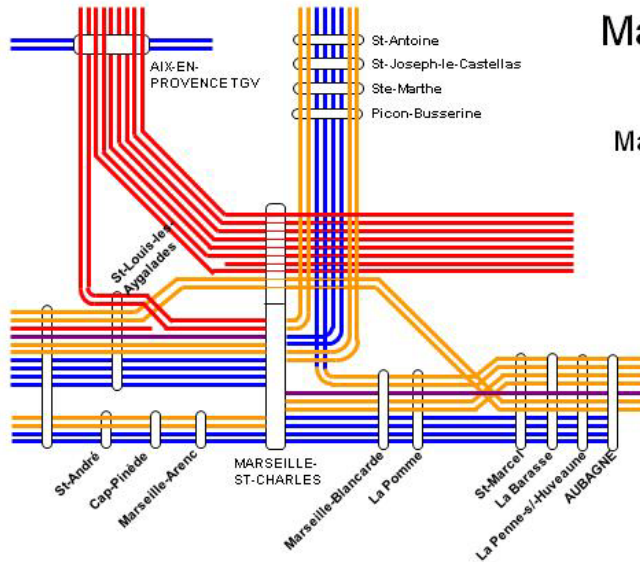 Ma
St-Antoine
St-Joseph-le-Castellas
Ste-Marthe
Picon-Busserine
AIX-EN-
PROVENCE TGV
Ma
St-Louis-les-
Aygalades
St-André
Cap-Pinède
Marseille-Arenc
MARSEILLE-
ST-CHARLES
Marseille-Blancarde
La Pomme
St-Marcel
La Barasse
La Penne-s/-Huveaune
AUBAGNE